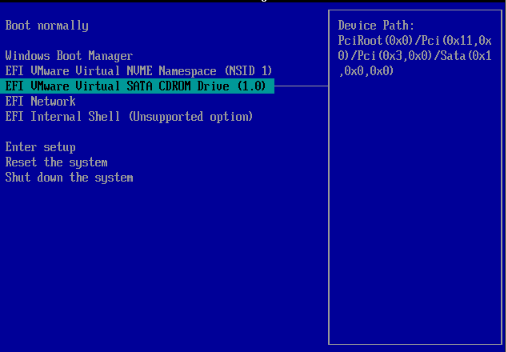 Boot normally
Windows Boot Manager
EFI VMware Virtual NVME Namespace (NSID 1)
EFI VMware Virtual SATA CDROM Drive (1.0)
EFI Network
EFI Internal Shell (Unsupported option)
Enter setup
Reset the system
Shut down the system
Device Path:
PciRoot(0x0)/Pci(0x11,0x
0)/Pci(0x3,0x0)/Sata(0x1
,0x0,0x0)